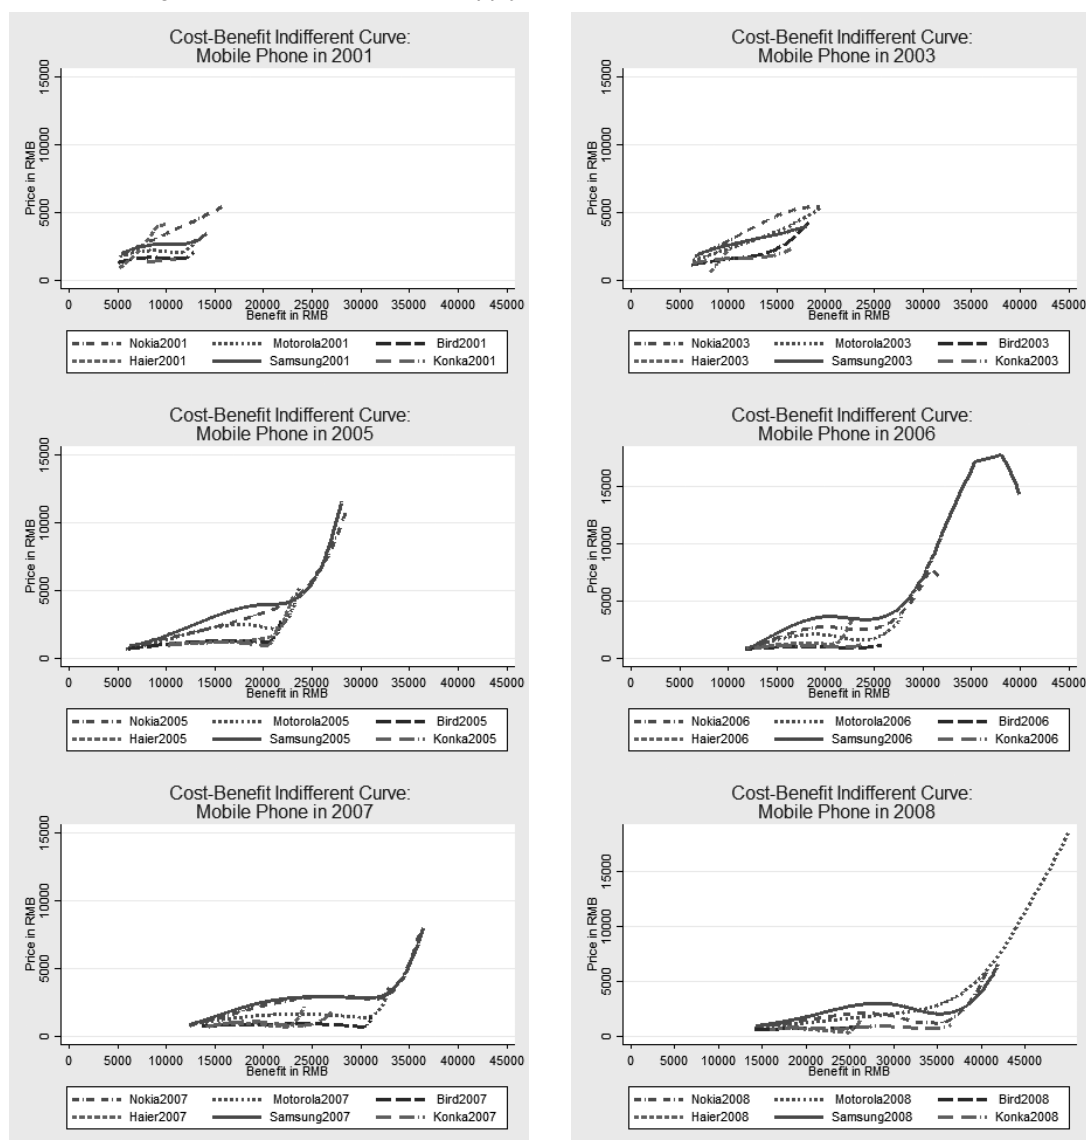 Cost-Benefit Indifferent Curve:
Mobile Phone in 2001
Price in RMB
15000
10000
5000
0
0 5000 10000 15000 20000 25000 30000 35000 40000 45000
Benefit in RMB
Nokia2001 Motorola2001 Bird2001
Haier2001 Samsung2001 Konka2001
Cost-Benefit Indifferent Curve:
Mobile Phone in 2003
Price in RMB
15000
10000
5000
0
0 5000 10000 15000 20000 25000 30000 35000 40000 45000
Benefit in RMB
Nokia2003 Motorola2003 Bird2003
Haier2003 Samsung2003 Konka2003
Cost-Benefit Indifferent Curve:
Mobile Phone in 2005
Price in RMB
15000
10000
5000
0
0 5000 10000 15000 20000 25000 30000 35000 40000 45000
Benefit in RMB
Nokia2005 Motorola2005 Bird2005
Haier2005 Samsung2005 Konka2005
Cost-Benefit Indifferent Curve:
Mobile Phone in 2006
Price in RMB
15000
10000
5000
0
0 5000 10000 15000 20000 25000 30000 35000 40000 45000
Benefit in RMB
Nokia2006 Motorola2006 Bird2006
Haier2006 Samsung2006 Konka2006
Cost-Benefit Indifferent Curve:
Mobile Phone in 2007
Price in RMB
15000
10000
5000
0
0 5000 10000 15000 20000 25000 30000 35000 40000 45000
Benefit in RMB
Nokia2007 Motorola2007 Bird2007
Haier2007 Samsung2007 Konka2007
Cost-Benefit Indifferent Curve:
Mobile Phone in 2008
Price in RMB
15000
10000
5000
0
0 5000 10000 15000 20000 25000 30000 35000 40000 45000
Benefit in RMB
Nokia2008 Motorola2008 Bird2008
Haier2008 Samsung2008 Konka2008